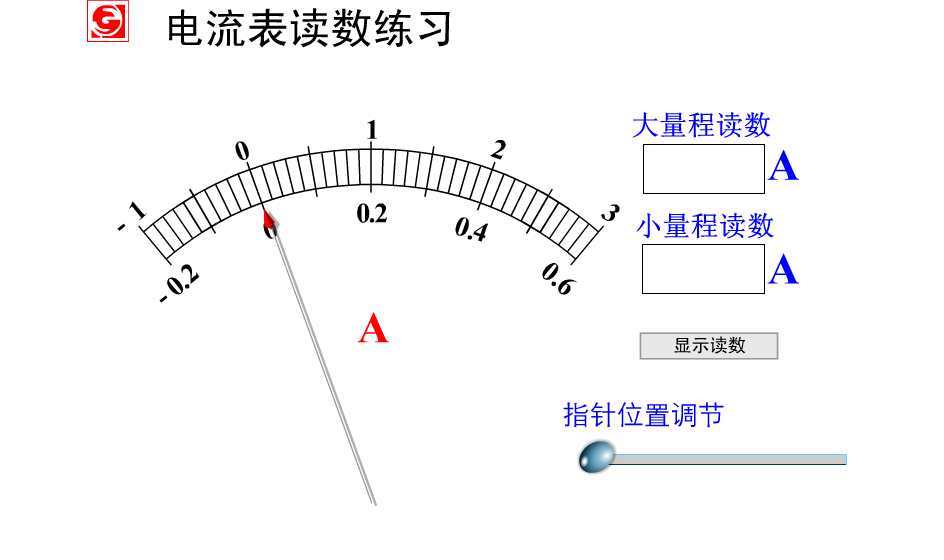 电流表读数练习
- 1
0
1
2
3
- 0.2
0
0.2
0.4
0.6
A
大量程读数
A
小量程读数
A
显示读数
指针位置调节